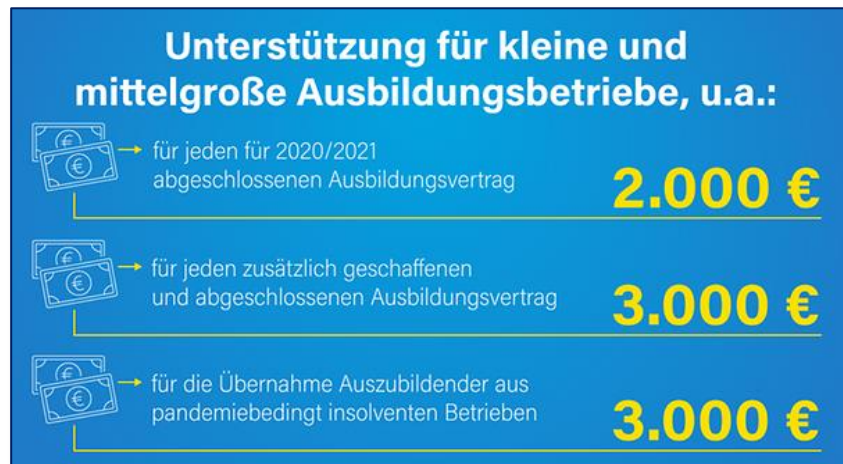 Unterstützung für kleine und
mittelgroße Ausbildungsbetriebe, u.a.:
für jeden für 2020/2021
abgeschlossenen Ausbildungsvertrag
2.000 €
für jeden zusätzlich geschaffenen
und abgeschlossenen Ausbildungsvertrag
3.000 €
für die Übernahme Auszubildender aus
pandemiebedingt insolventen Betrieben
3.000 €